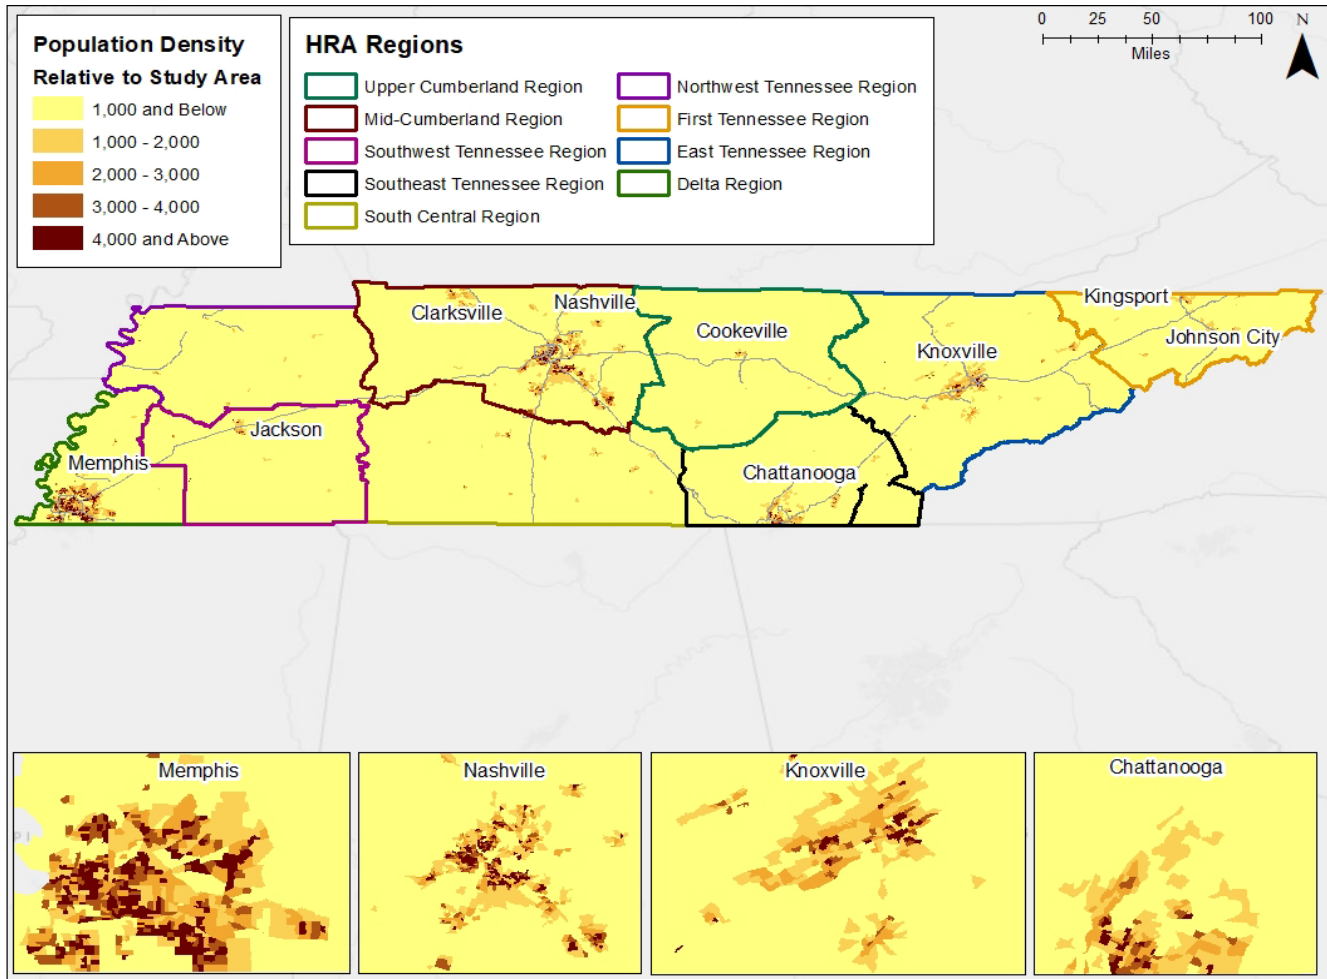 Population Density
Relative to Study Area
1,000 and Below
1,000 - 2,000
2,000 - 3,000
3,000 - 4,000
4,000 and Above
HRA Regions
Upper Cumberland Region
Mid-Cumberland Region
Southwest Tennessee Region
Southeast Tennessee Region
South Central Region
Northwest Tennessee Region
First Tennessee Region
East Tennessee Region
Delta Region
0 25 50 100
Miles
N
Clarksville
Nashville
Cookeville
Knoxville
Kingsport
Johnson City
Jackson
Memphis
Chattanooga
Memphis
Nashville
Knoxville
Chattanooga